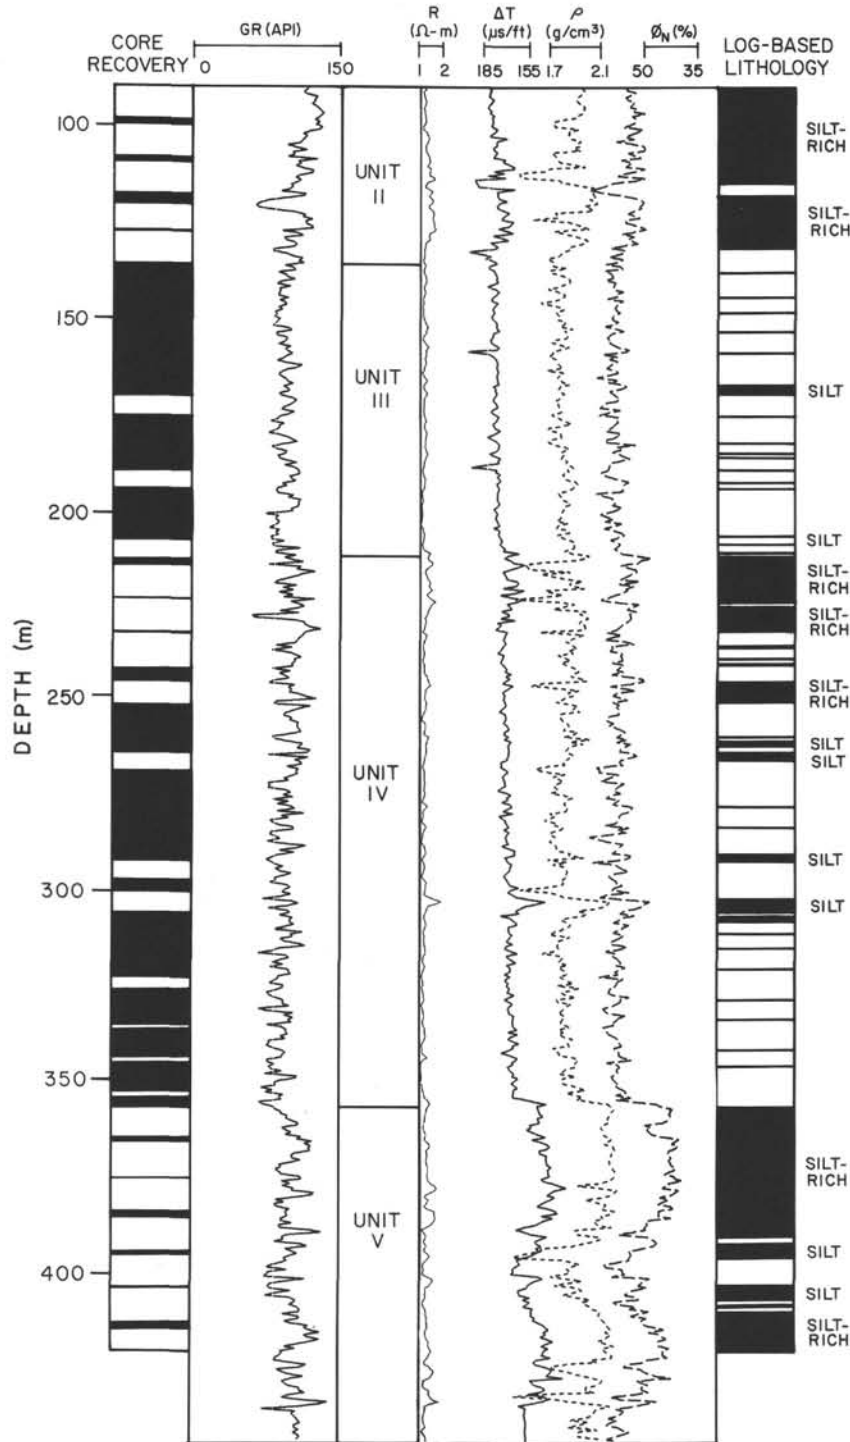 CORE
RECOVERY
GR (API)
0 150
R
(Ω-m)
1 2
ΔT
(μs/ft)
185 155
ρ
(g/cm³)
1.7 2.1
Ø_N (%)
50 35
LOG-BASED
LITHOLOGY
DEPTH (m)
100
150
200
250
300
350
400
UNIT
II
UNIT
III
UNIT
IV
UNIT
V
SILT-
RICH
SILT-
RICH
SILT
SILT
SILT-
RICH
SILT-
RICH
SILT-
RICH
SILT
SILT
SILT
SILT
SILT-
RICH
SILT
SILT
SILT-
RICH